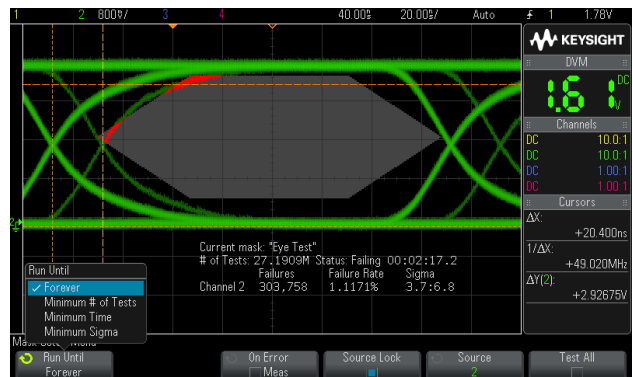 1 2 800▿/ 3 4 40.00s 20.00s/ Auto 1 1.78V
KEYSIGHT
DVM
1.61 DC V
Channels
DC 10.0:1
DC 10.0:1
DC 1.00:1
DC 1.00:1
Cursors
ΔX:
+20.400ns
1/ΔX:
+49.020MHz
ΔY(2):
+2.92675V
2
Current mask: "Eye Test"
# of Tests: 27.1909M Status: Failing 00:02:17.2
Failures Failure Rate Sigma
Channel 2 303,758 1.1171% 3.7:6.8
Run Until
✓ Forever
Minimum # of Tests
Minimum Time
Minimum Sigma
Run Until
Forever
On Error
Meas
Source Lock
Source
2
Test All